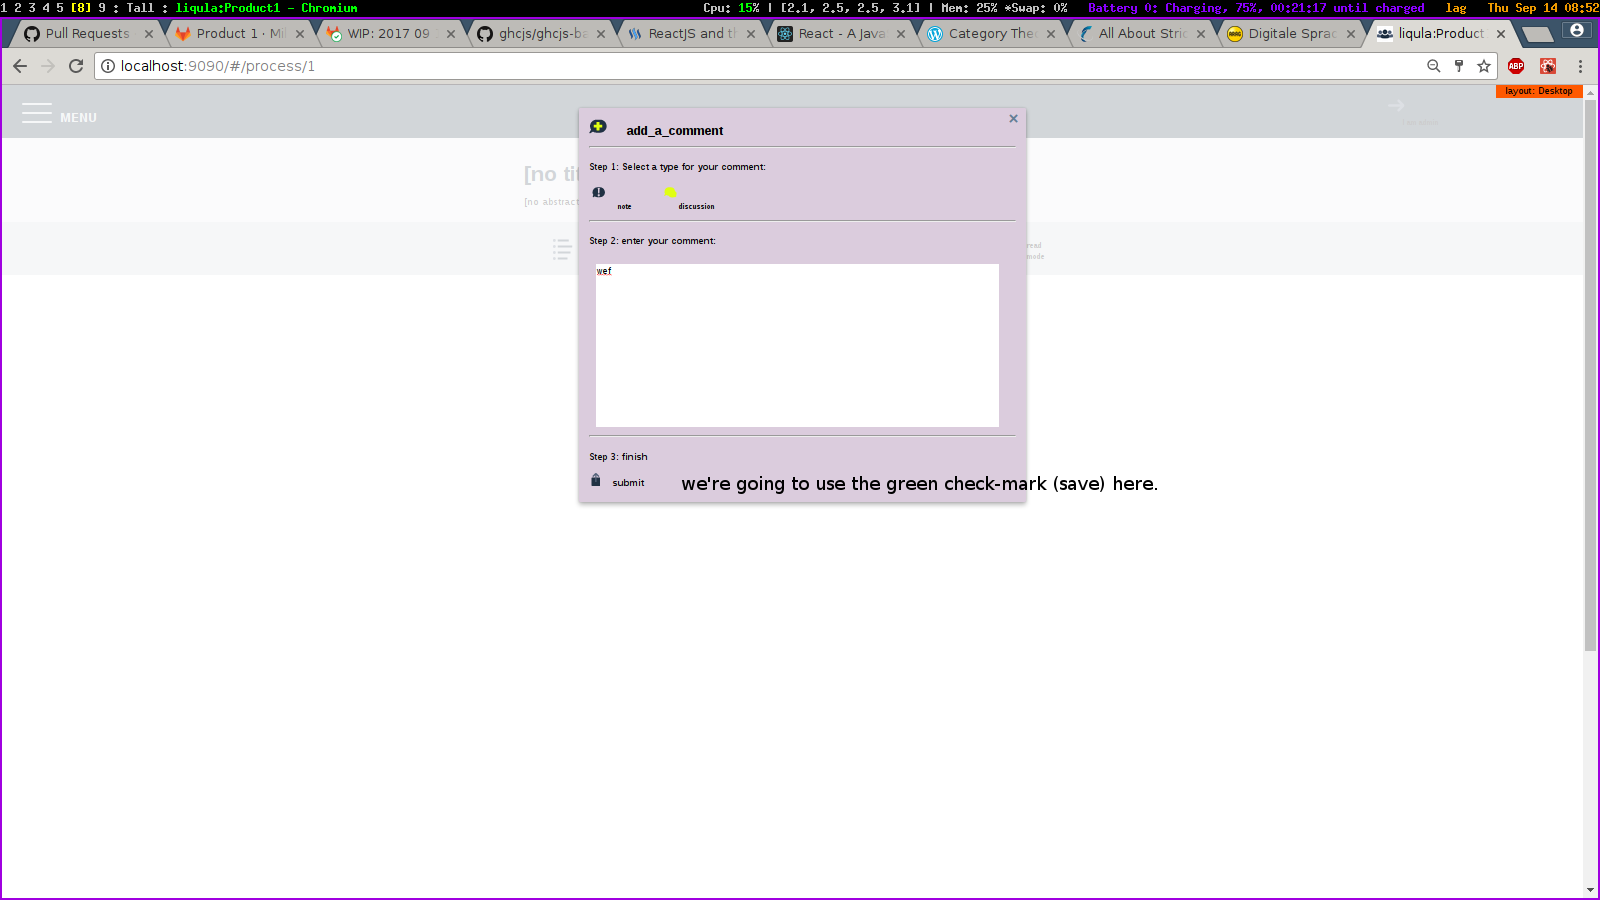 1 2 3 4 5 [8] 9 : Tall : liqula:Product1 - Chromium
Cpu: 15% | [2.1, 2.5, 2.5, 3.1] | Mem: 25% *Swap: 0% Battery 0: Charging, 75%, 00:21:17 until charged lag Thu Sep 14 08:52
Pull Requests
Product 1 · Mil
WIP: 2017 09
ghcjs/ghcjs-ba
ReactJS and th
React - A Java
Category The
All About Stric
Digitale Sprac
liqula:Product
localhost:9090/#/process/1
ABP
layout: Desktop
MENU
[no tit
[no abstrac
read
mode
add_a_comment
Step 1: Select a type for your comment:
note
discussion
Step 2: enter your comment:
wef
Step 3: finish
submit
we're going to use the green check-mark (save) here.